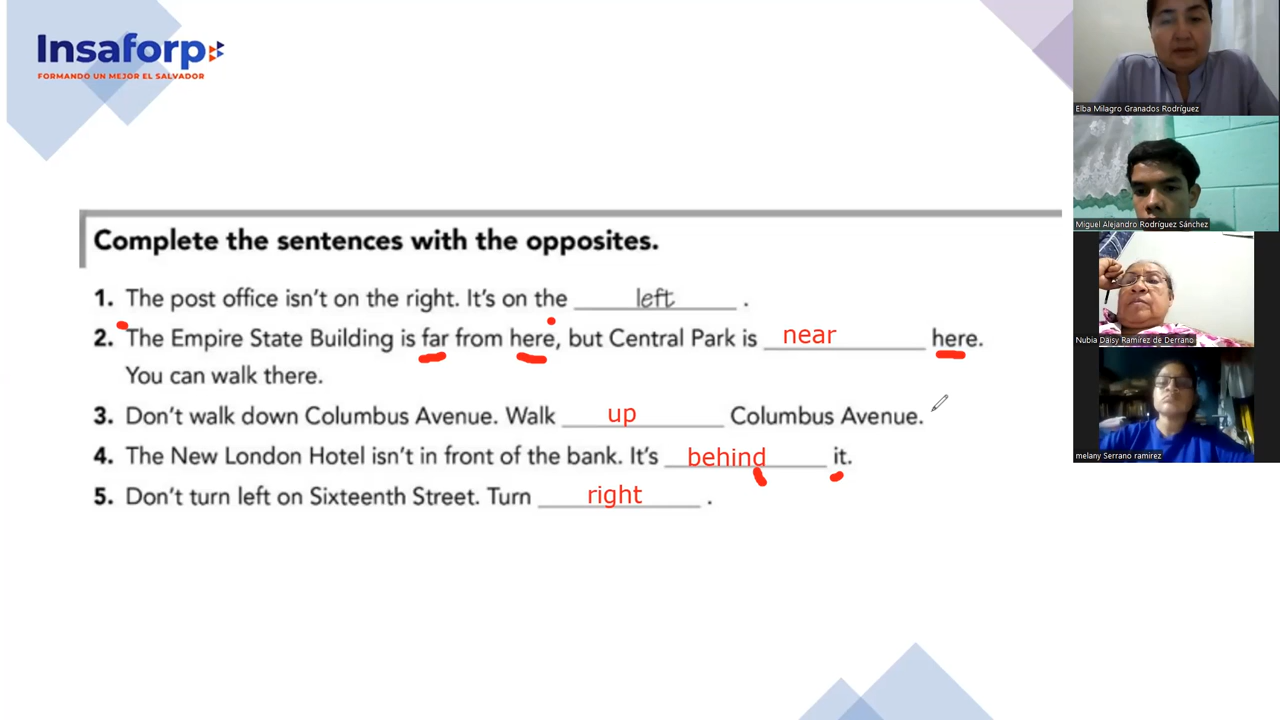 Insaforp
FORMANDO UN MEJOR EL SALVADOR
Complete the sentences with the opposites.
1. The post office isn't on the right. It's on the left .
2. The Empire State Building is far from here, but Central Park is near here.
You can walk there.
3. Don't walk down Columbus Avenue. Walk up Columbus Avenue.
4. The New London Hotel isn't in front of the bank. It's behind it.
5. Don't turn left on Sixteenth Street. Turn right .
Elba Milagro Granados Rodríguez
Miguel Alejandro Rodríguez Sánchez
Nubia Daisy Ramírez de Derrano
melany Serrano ramirez